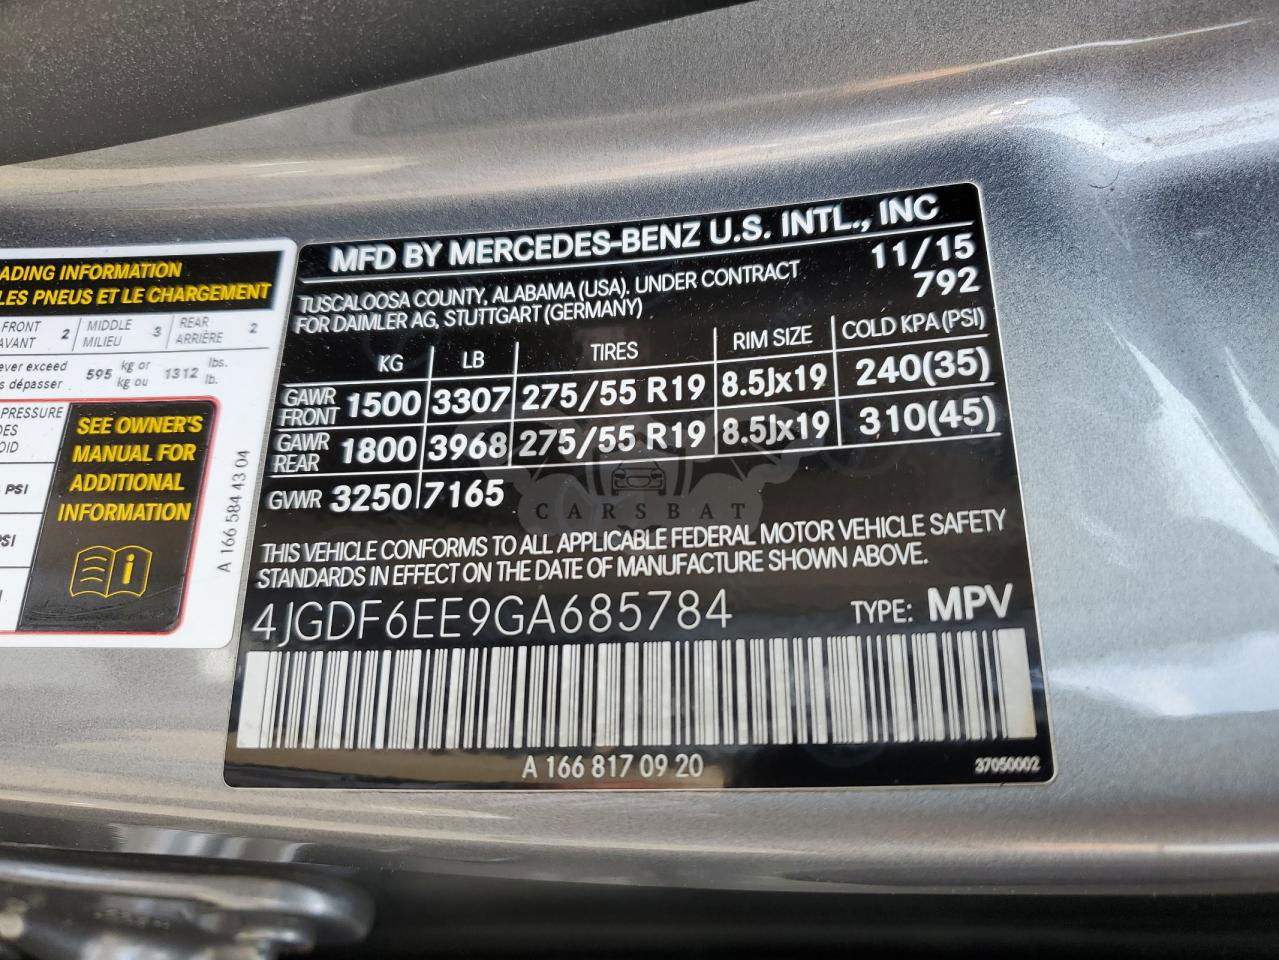 ADING INFORMATION
LES PNEUS ET LE CHARGEMENT
FRONT 2 MIDDLE 3 REAR 2
AVANT MILIEU ARRIÈRE
ever exceed 595 kg or 1312 lbs.
s dépasser kg ou lb.
PRESSURE
DES
OID
PSI
PSI
SEE OWNER'S
MANUAL FOR
ADDITIONAL
INFORMATION
A 166 584 43 04
MFD BY MERCEDES-BENZ U.S. INTL., INC
TUSCALOOSA COUNTY, ALABAMA (USA), UNDER CONTRACT 11/15
FOR DAIMLER AG, STUTTGART (GERMANY) 792
KG LB TIRES RIM SIZE COLD KPA (PSI)
GAWR FRONT 1500 3307 275/55 R19 8.5Jx19 240(35)
GAWR REAR 1800 3968 275/55 R19 8.5Jx19 310(45)
GVWR 3250 7165
CARSBAT
THIS VEHICLE CONFORMS TO ALL APPLICABLE FEDERAL MOTOR VEHICLE SAFETY
STANDARDS IN EFFECT ON THE DATE OF MANUFACTURE SHOWN ABOVE.
4JGDF6EE9GA685784 TYPE: MPV
A 166 817 09 20 37050002